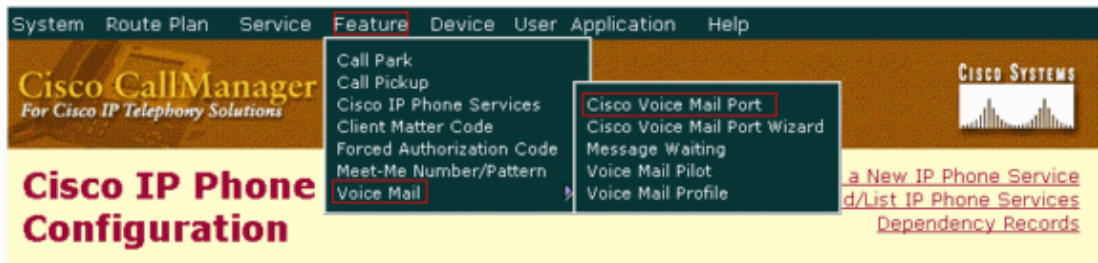 System Route Plan Service Feature Device User Application Help
Cisco CallManager
For Cisco IP Telephony Solutions
CISCO SYSTEMS
Call Park
Call Pickup
Cisco IP Phone Services
Client Matter Code
Forced Authorization Code
Meet-Me Number/Pattern
Voice Mail
Cisco Voice Mail Port
Cisco Voice Mail Port Wizard
Message Waiting
Voice Mail Pilot
Voice Mail Profile
Cisco IP Phone
Configuration
a New IP Phone Service
d/List IP Phone Services
Dependency Records